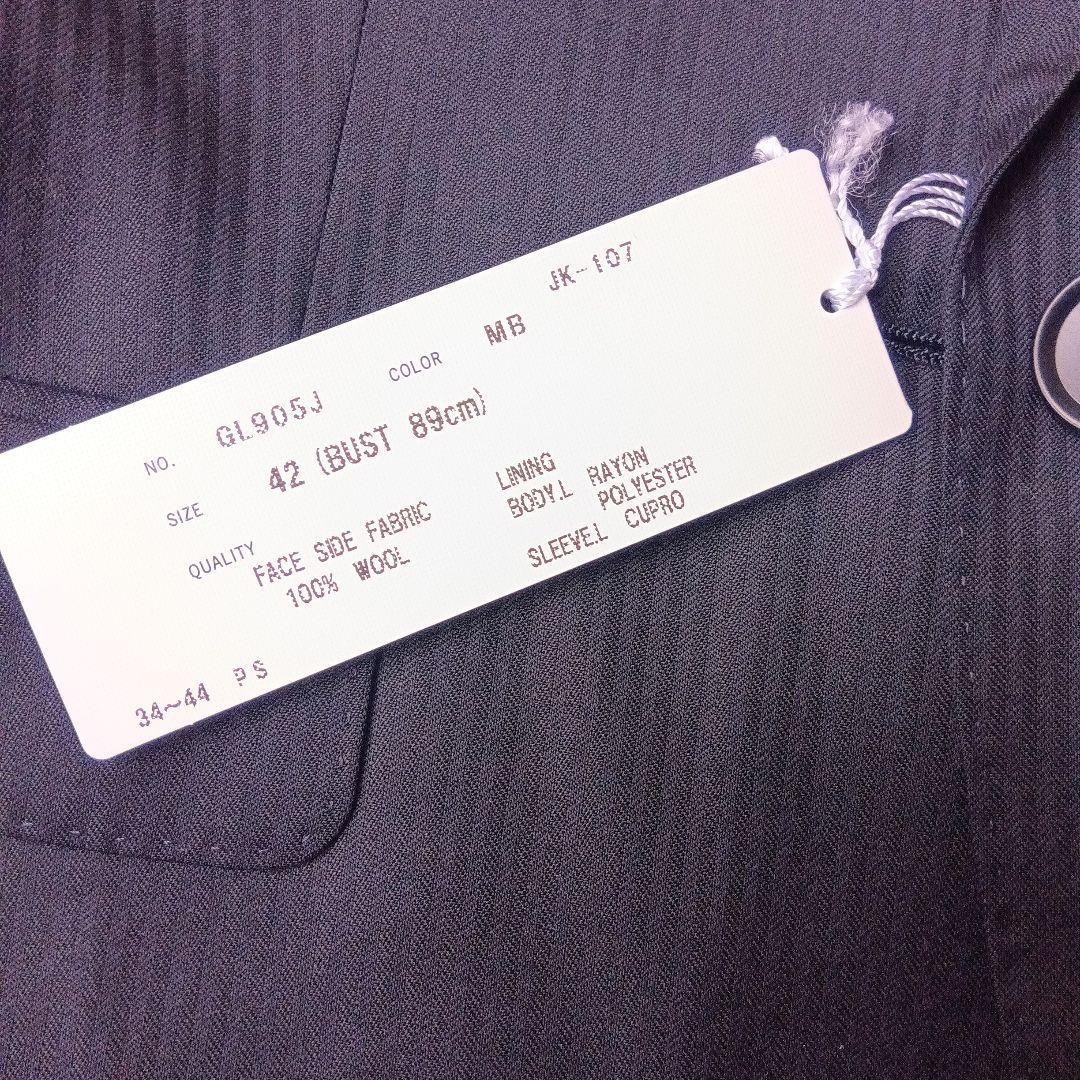 JK-107
NO. GL905J COLOR MB
SIZE 42 (BUST 89cm)
QUALITY FACE SIDE FABRIC
100% WOOL
LINING
BODY.L RAYON
POLYESTER
SLEEVE.L CUPRO
34~44 PS